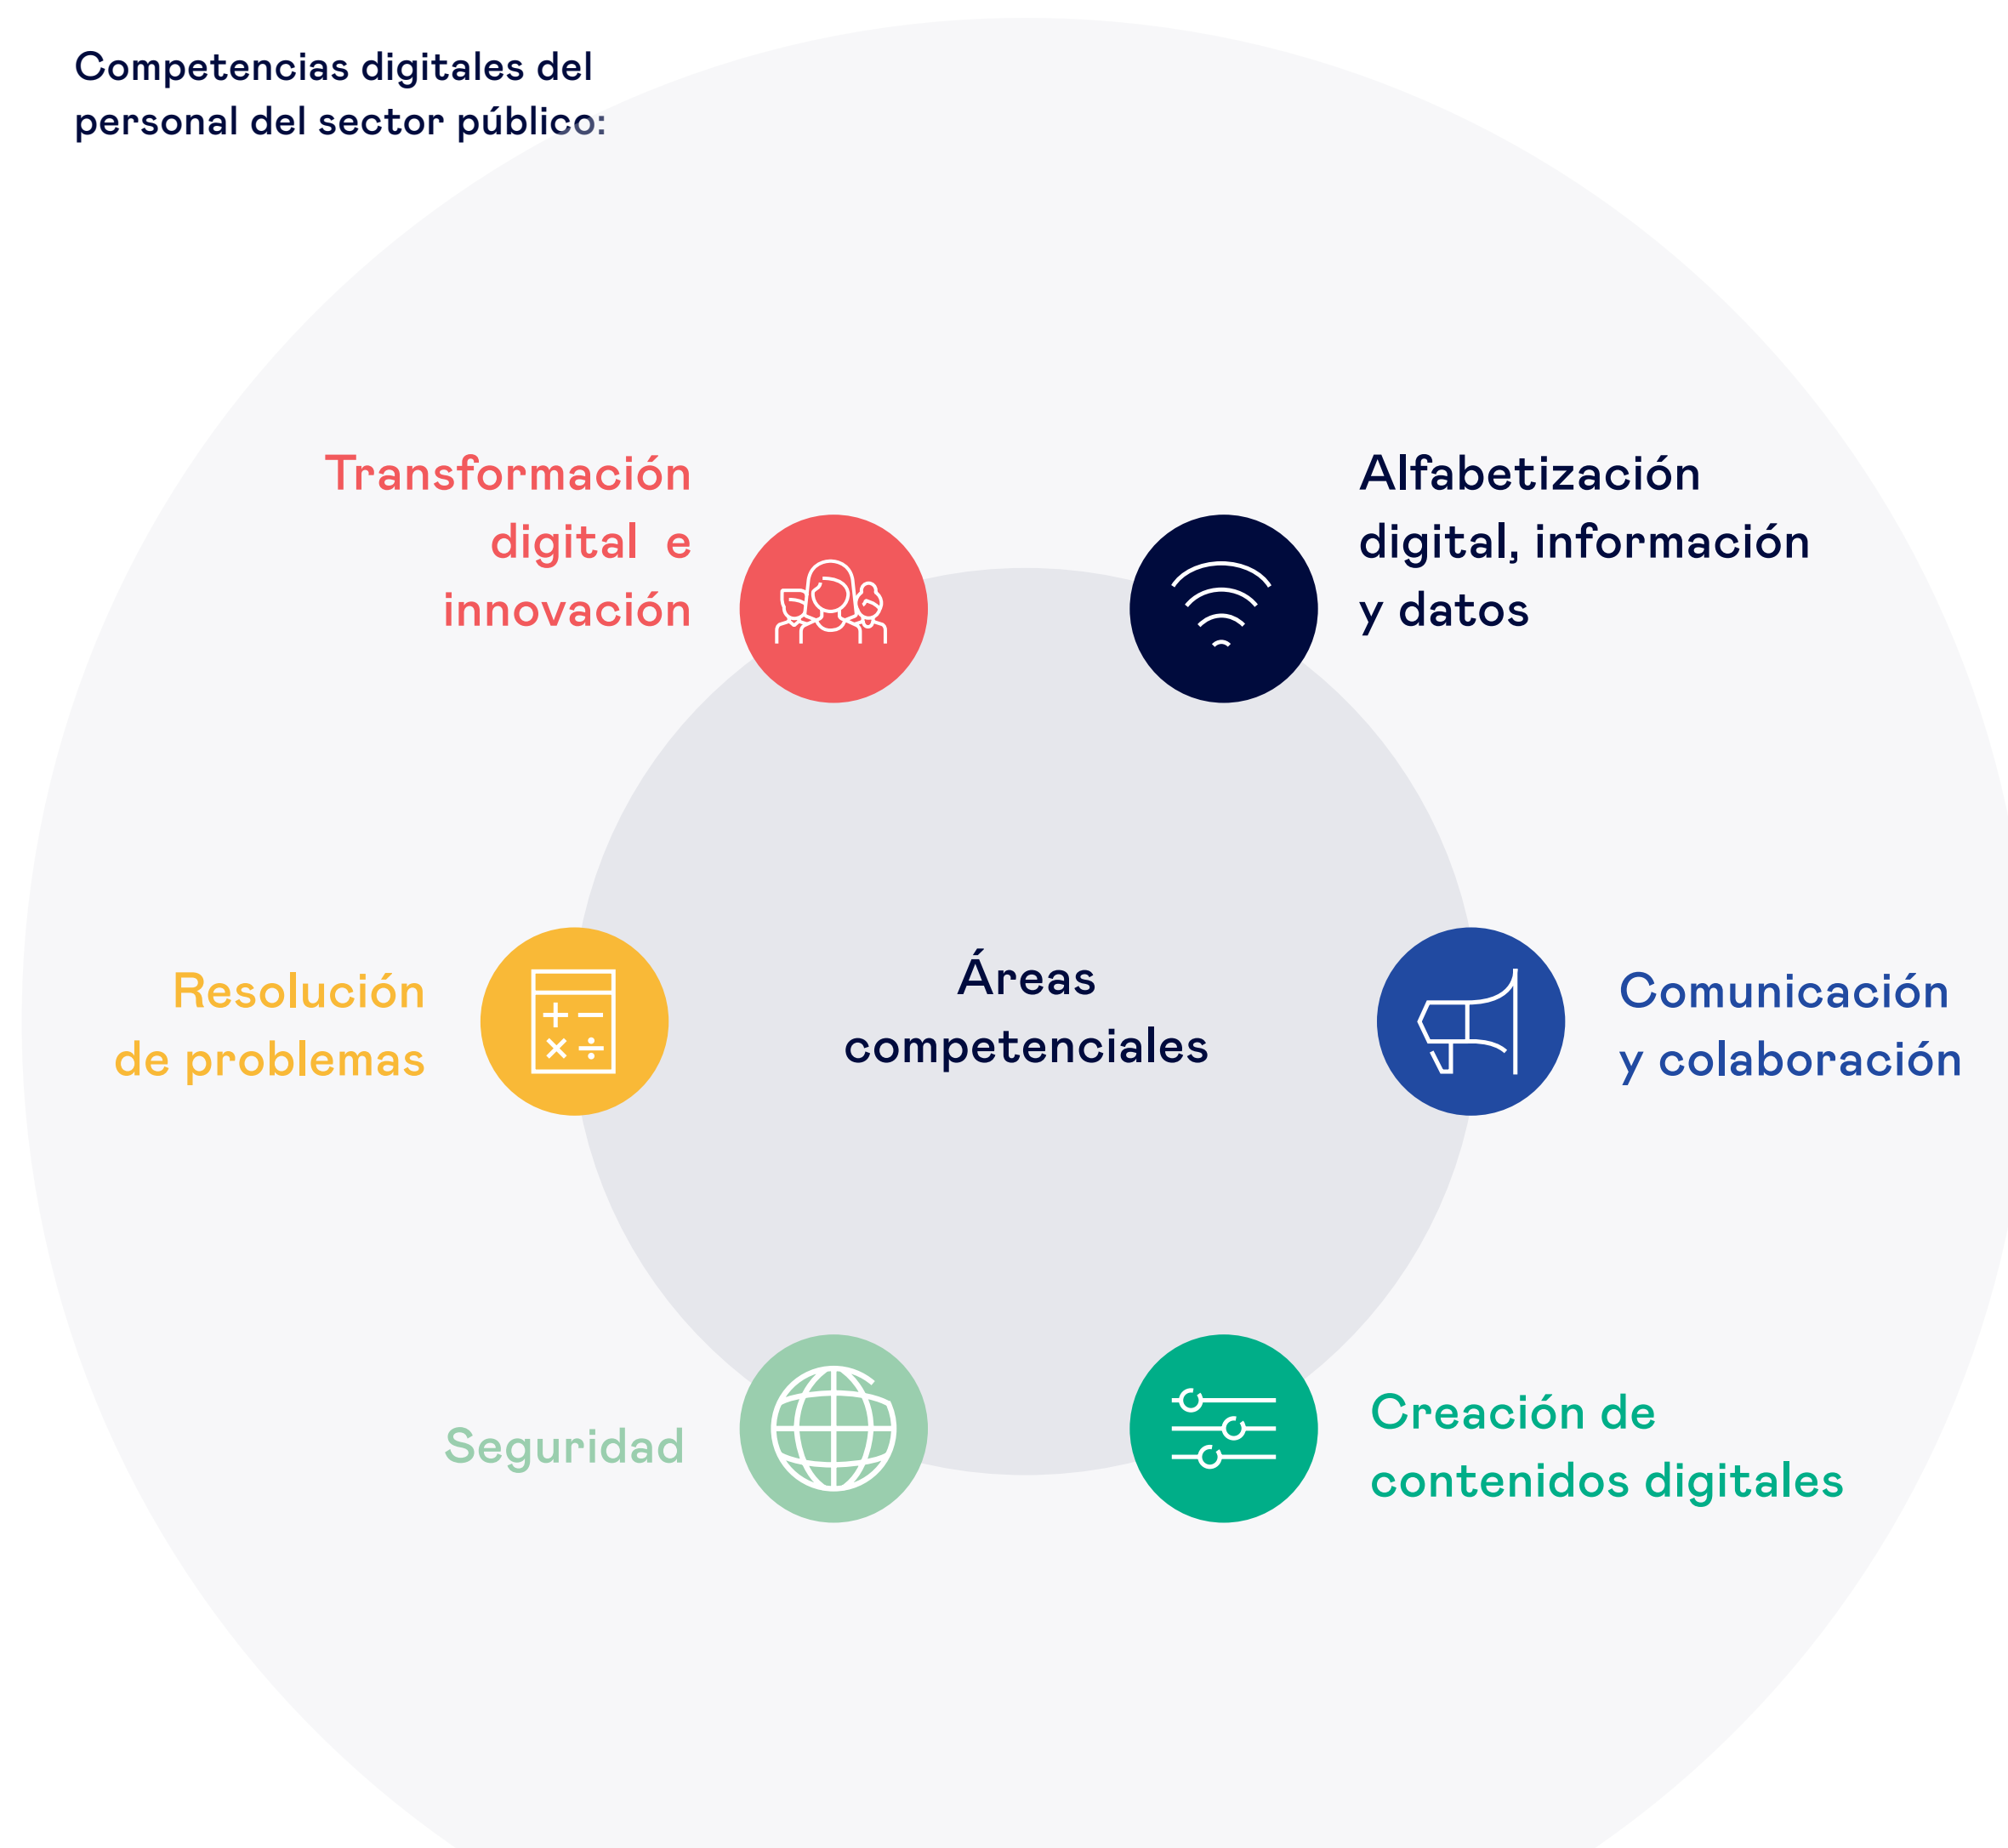 Competencias digitales del
personal del sector público:
Transformación
digital e
innovación
Alfabetización
digital, información
y datos
Resolución
de problemas
Áreas
competenciales
Comunicación
y colaboración
Seguridad
Creación de
contenidos digitales